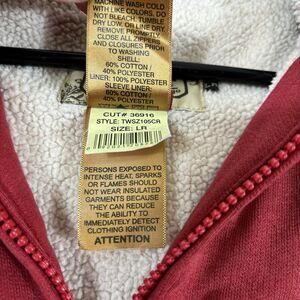 MACHINE WASH COLD
WITH LIKE COLORS, DO
NOT BLEACH. TUMBLE
DRY LOW, OR LINE DRY.
REMOVE PROMPTLY.
CLOSE ALL ZIPPERS
AND CLOSURES PRIOR
TO WASHING
SHELL:
60% COTTON /
40% POLYESTER
LINER: 100% POLYESTER
SLEEVE LINER:
60% COTTON /
40% POLYESTER
CUT# 36916
STYLE: TWSZ105CR
SIZE: LR
PERSONS EXPOSED TO
INTENSE HEAT, SPARKS
OR FLAMES SHOULD
NOT WEAR INSULATED
GARMENTS BECAUSE
THEY CAN REDUCE
THE ABILITY TO
IMMEDIATELY DETECT
CLOTHING IGNITION
ATTENTION